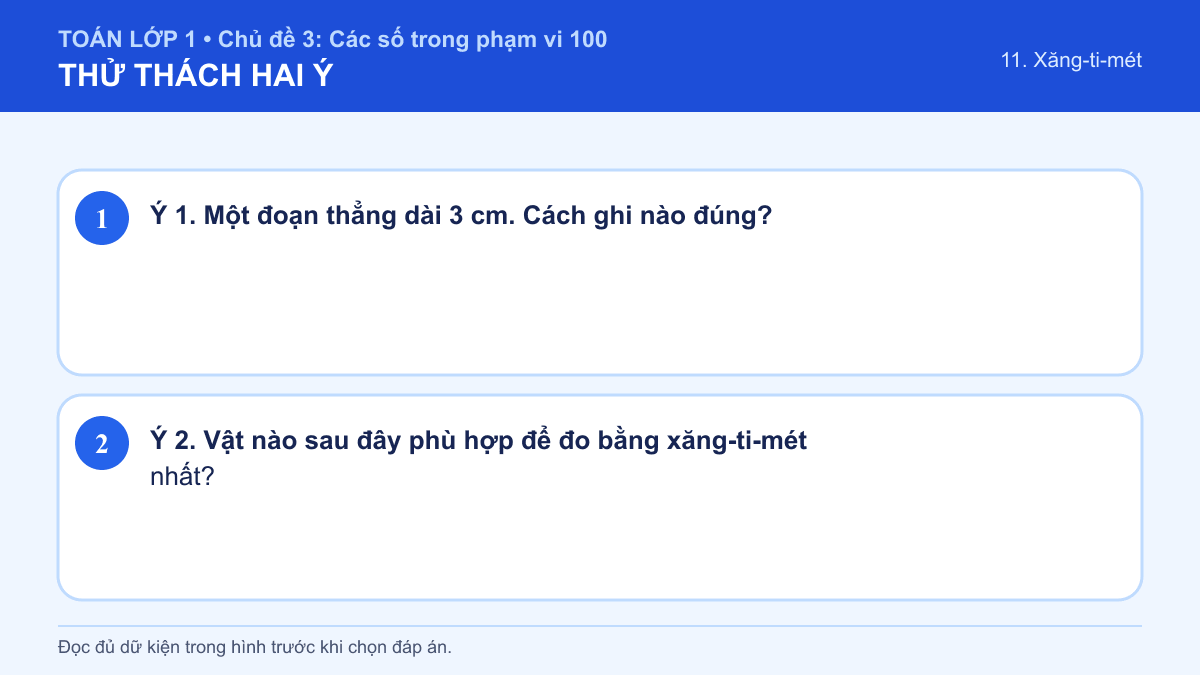 TOÁN LỚP 1 • Chủ đề 3: Các số trong phạm vi 100
THỬ THÁCH HAI Ý
11. Xăng-ti-mét
1
Ý 1. Một đoạn thẳng dài 3 cm. Cách ghi nào đúng?
2
Ý 2. Vật nào sau đây phù hợp để đo bằng xăng-ti-mét
nhất?
Đọc đủ dữ kiện trong hình trước khi chọn đáp án.